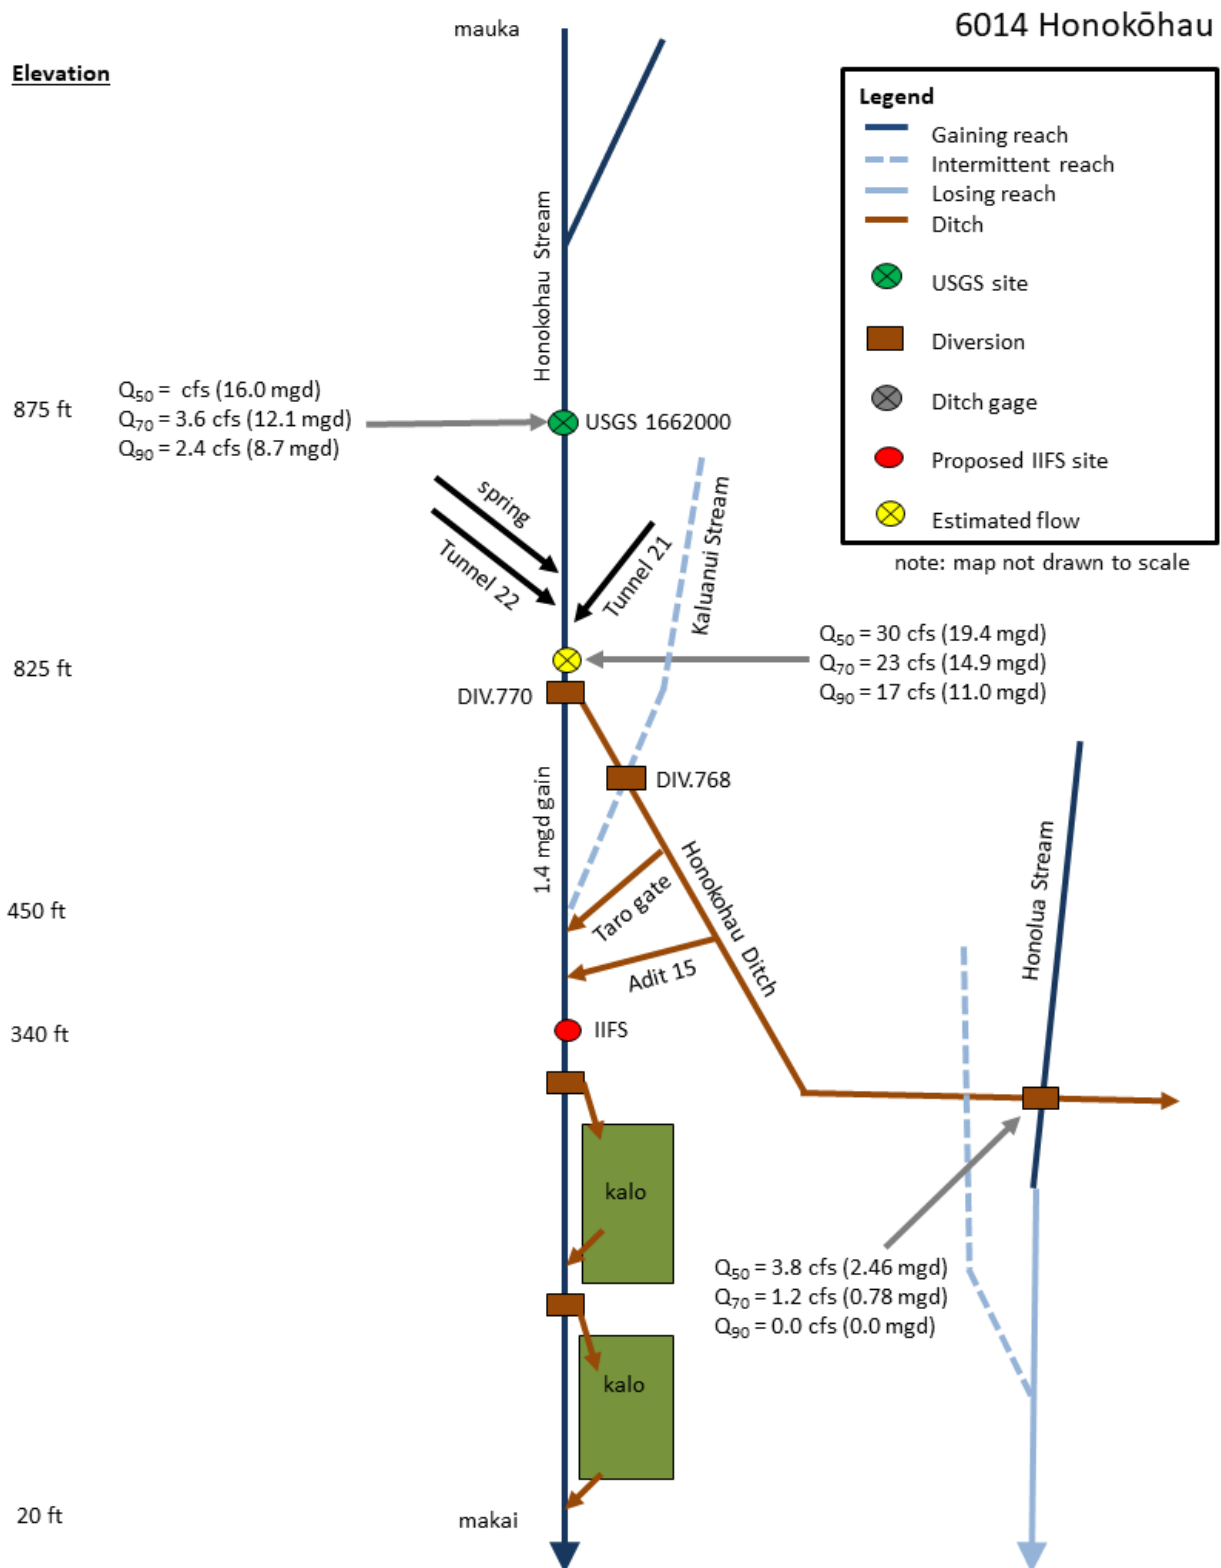 mauka
6014 Honokōhau
Elevation
Legend
Gaining reach
Intermittent reach
Losing reach
Ditch
USGS site
Diversion
Ditch gage
Proposed IIFS site
Estimated flow
note: map not drawn to scale
Honokohau Stream
875 ft
Q50 = cfs (16.0 mgd)
Q70 = 3.6 cfs (12.1 mgd)
Q90 = 2.4 cfs (8.7 mgd)
USGS 1662000
spring
Tunnel 22
Tunnel 21
Kaluanui Stream
825 ft
Q50 = 30 cfs (19.4 mgd)
Q70 = 23 cfs (14.9 mgd)
Q90 = 17 cfs (11.0 mgd)
DIV.770
DIV.768
1.4 mgd gain
Honokohau Ditch
Honolua Stream
450 ft
Taro gate
Adit 15
340 ft
IIFS
kalo
Q50 = 3.8 cfs (2.46 mgd)
Q70 = 1.2 cfs (0.78 mgd)
Q90 = 0.0 cfs (0.0 mgd)
kalo
20 ft
makai